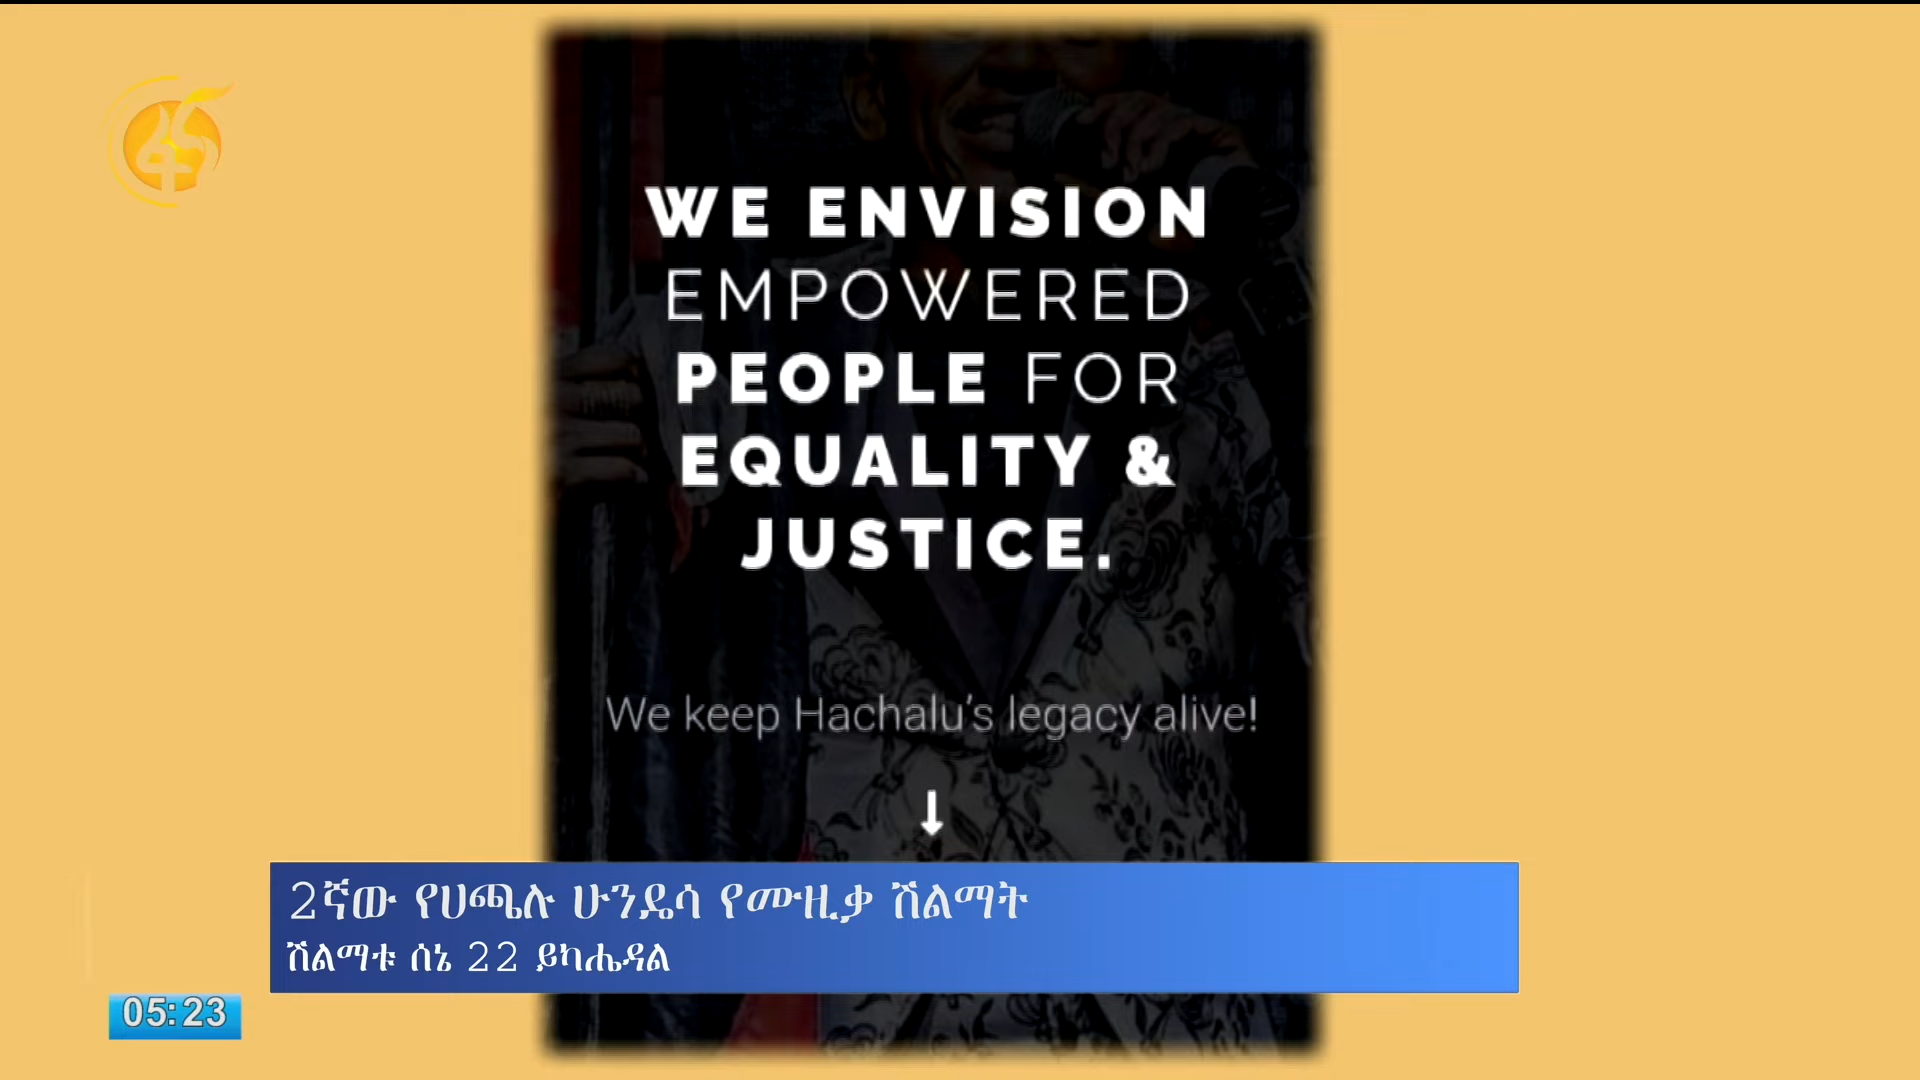 WE ENVISION
EMPOWERED
PEOPLE FOR
EQUALITY &
JUSTICE.
We keep Hachalu's legacy alive!
2ኛው የሀጫሉ ሁንዴሳ የሙዚቃ ሽልማት
ሽልማቱ ሰኔ 22 ይካሔዳል
05:23